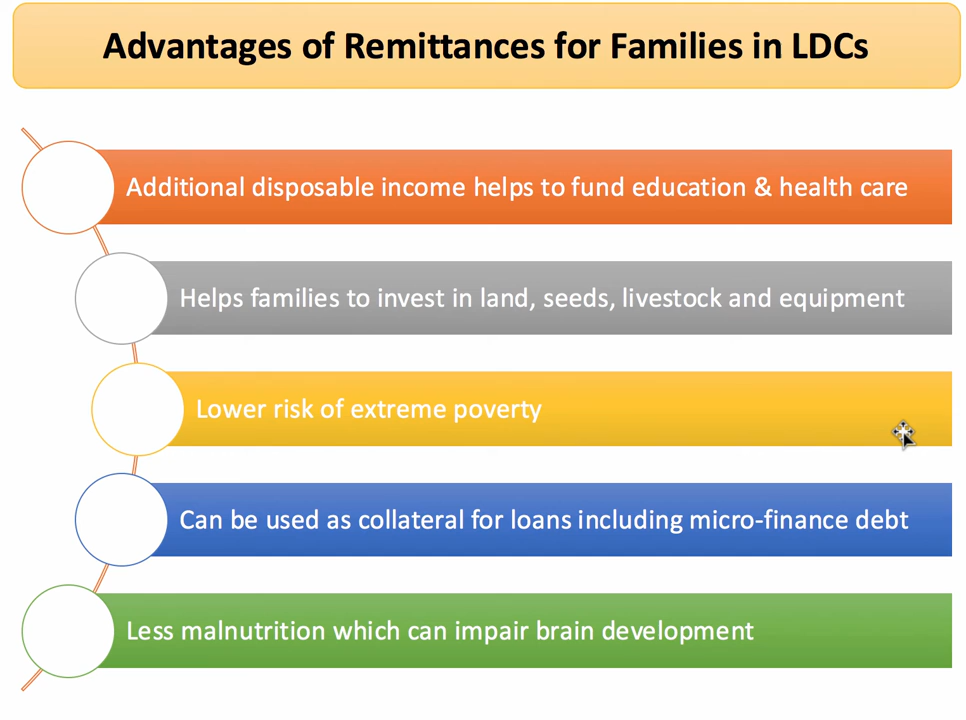 Advantages of Remittances for Families in LDCs
Additional disposable income helps to fund education & health care
Helps families to invest in land, seeds, livestock and equipment
Lower risk of extreme poverty
Can be used as collateral for loans including micro-finance debt
Less malnutrition which can impair brain development